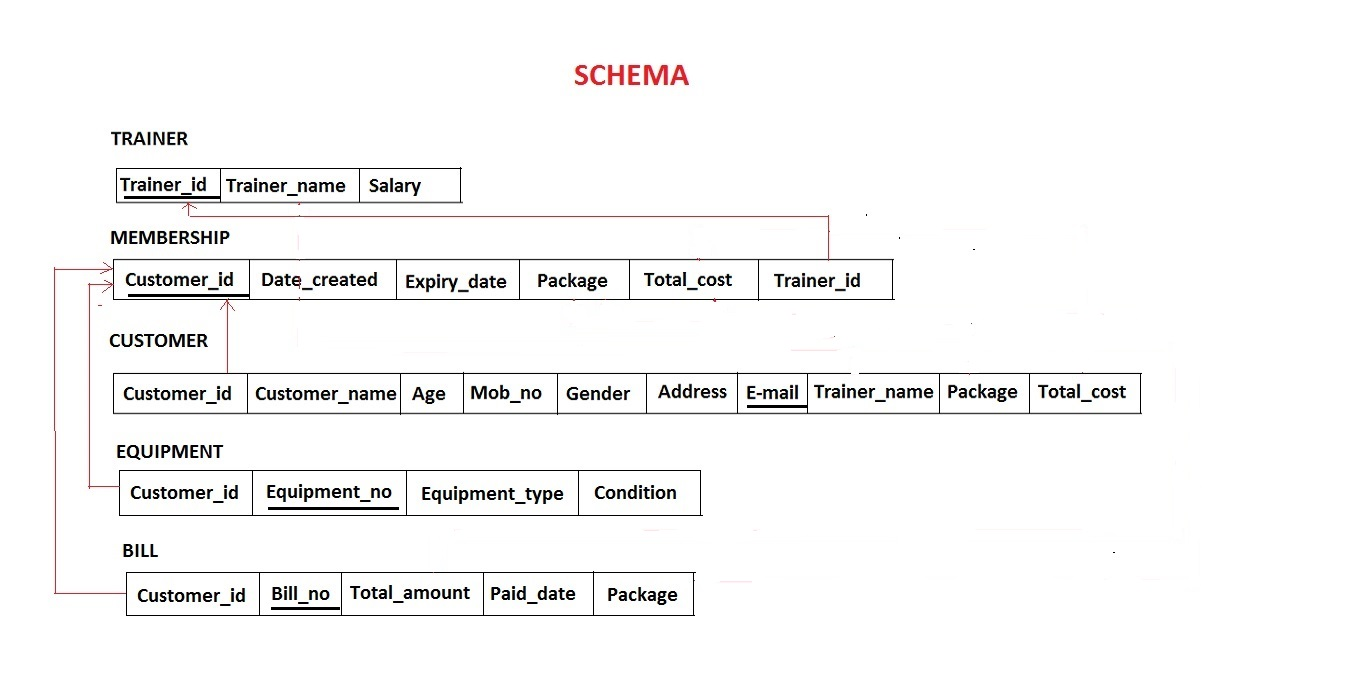 SCHEMA
TRAINER
Trainer_id Trainer_name Salary
MEMBERSHIP
Customer_id Date_created Expiry_date Package Total_cost Trainer_id
CUSTOMER
Customer_id Customer_name Age Mob_no Gender Address E-mail Trainer_name Package Total_cost
EQUIPMENT
Customer_id Equipment_no Equipment_type Condition
BILL
Customer_id Bill_no Total_amount Paid_date Package